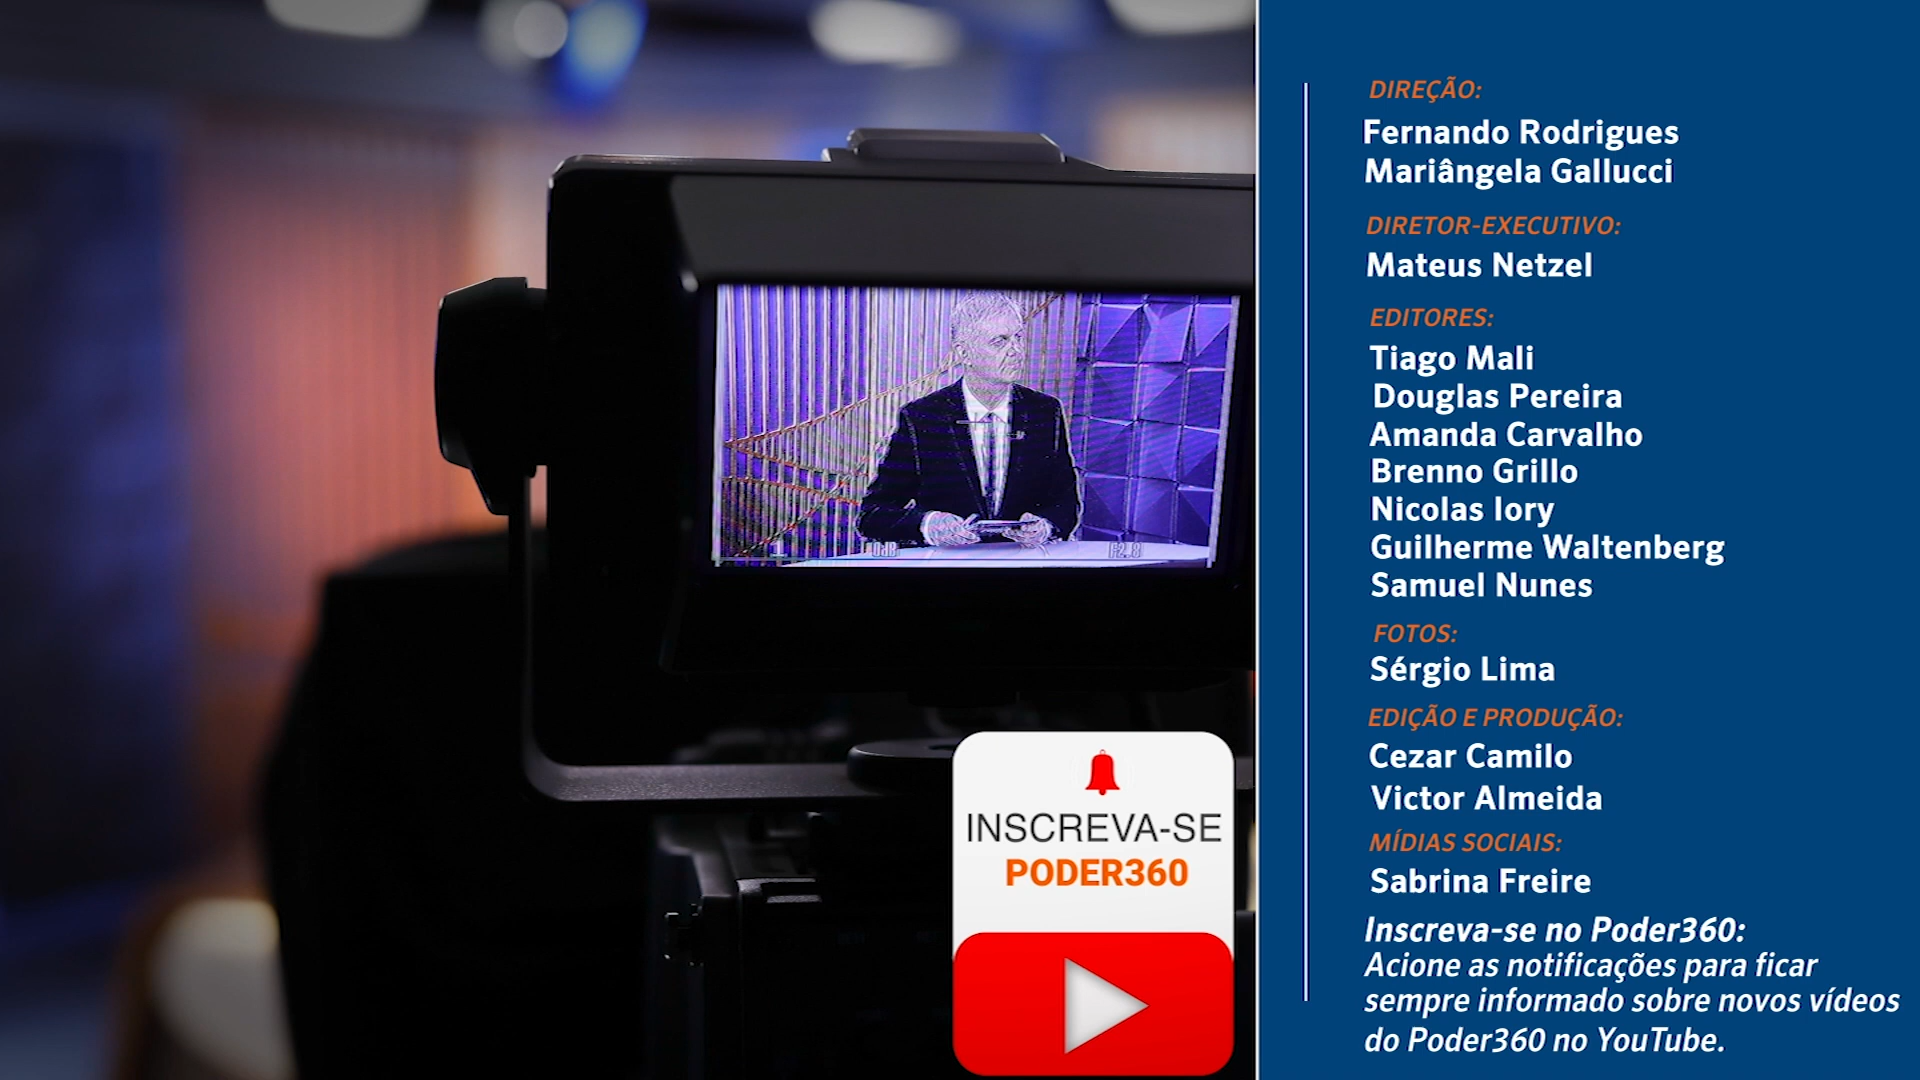 DIREÇÃO:
Fernando Rodrigues
Mariângela Gallucci
DIRETOR-EXECUTIVO:
Mateus Netzel
EDITORES:
Tiago Mali
Douglas Pereira
Amanda Carvalho
Brenno Grillo
Nicolas Iory
Guilherme Waltenberg
Samuel Nunes
FOTOS:
Sérgio Lima
EDIÇÃO E PRODUÇÃO:
Cezar Camilo
Victor Almeida
MÍDIAS SOCIAIS:
Sabrina Freire
Inscreva-se no Poder360:
Acione as notificações para ficar
sempre informado sobre novos vídeos
do Poder360 no YouTube.
INSCREVA-SE
PODER360
F2.8